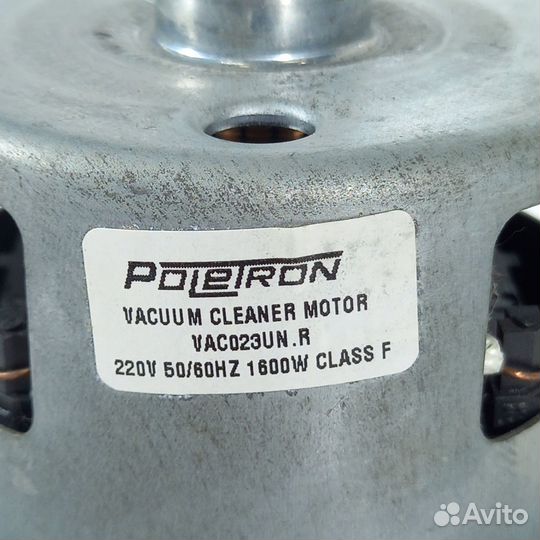 POLETRON
VACUUM CLEANER MOTOR
VAC023UN.R
220V 50/60HZ 1600W CLASS F
Avito